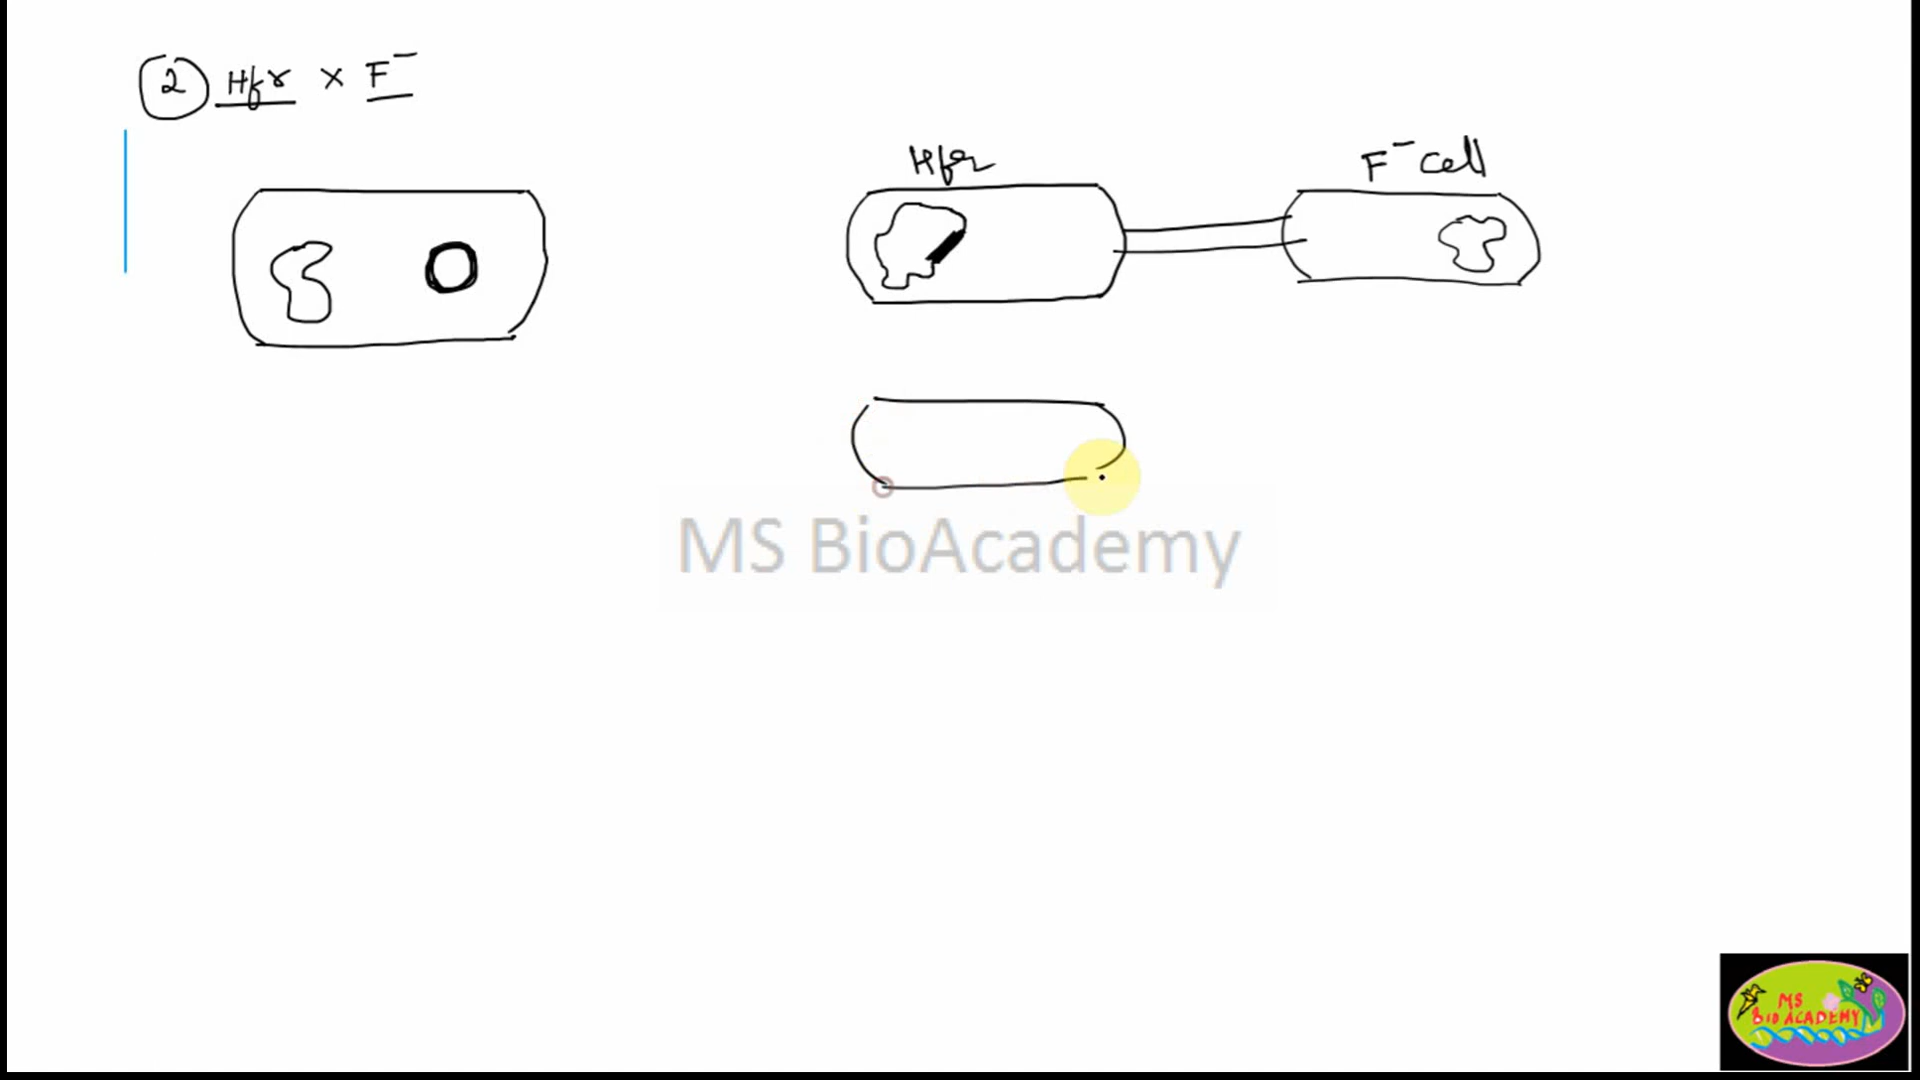 2 Hfr × F⁻
Hfr
F⁻ cell
MS BioAcademy
MS
BIO ACADEMY